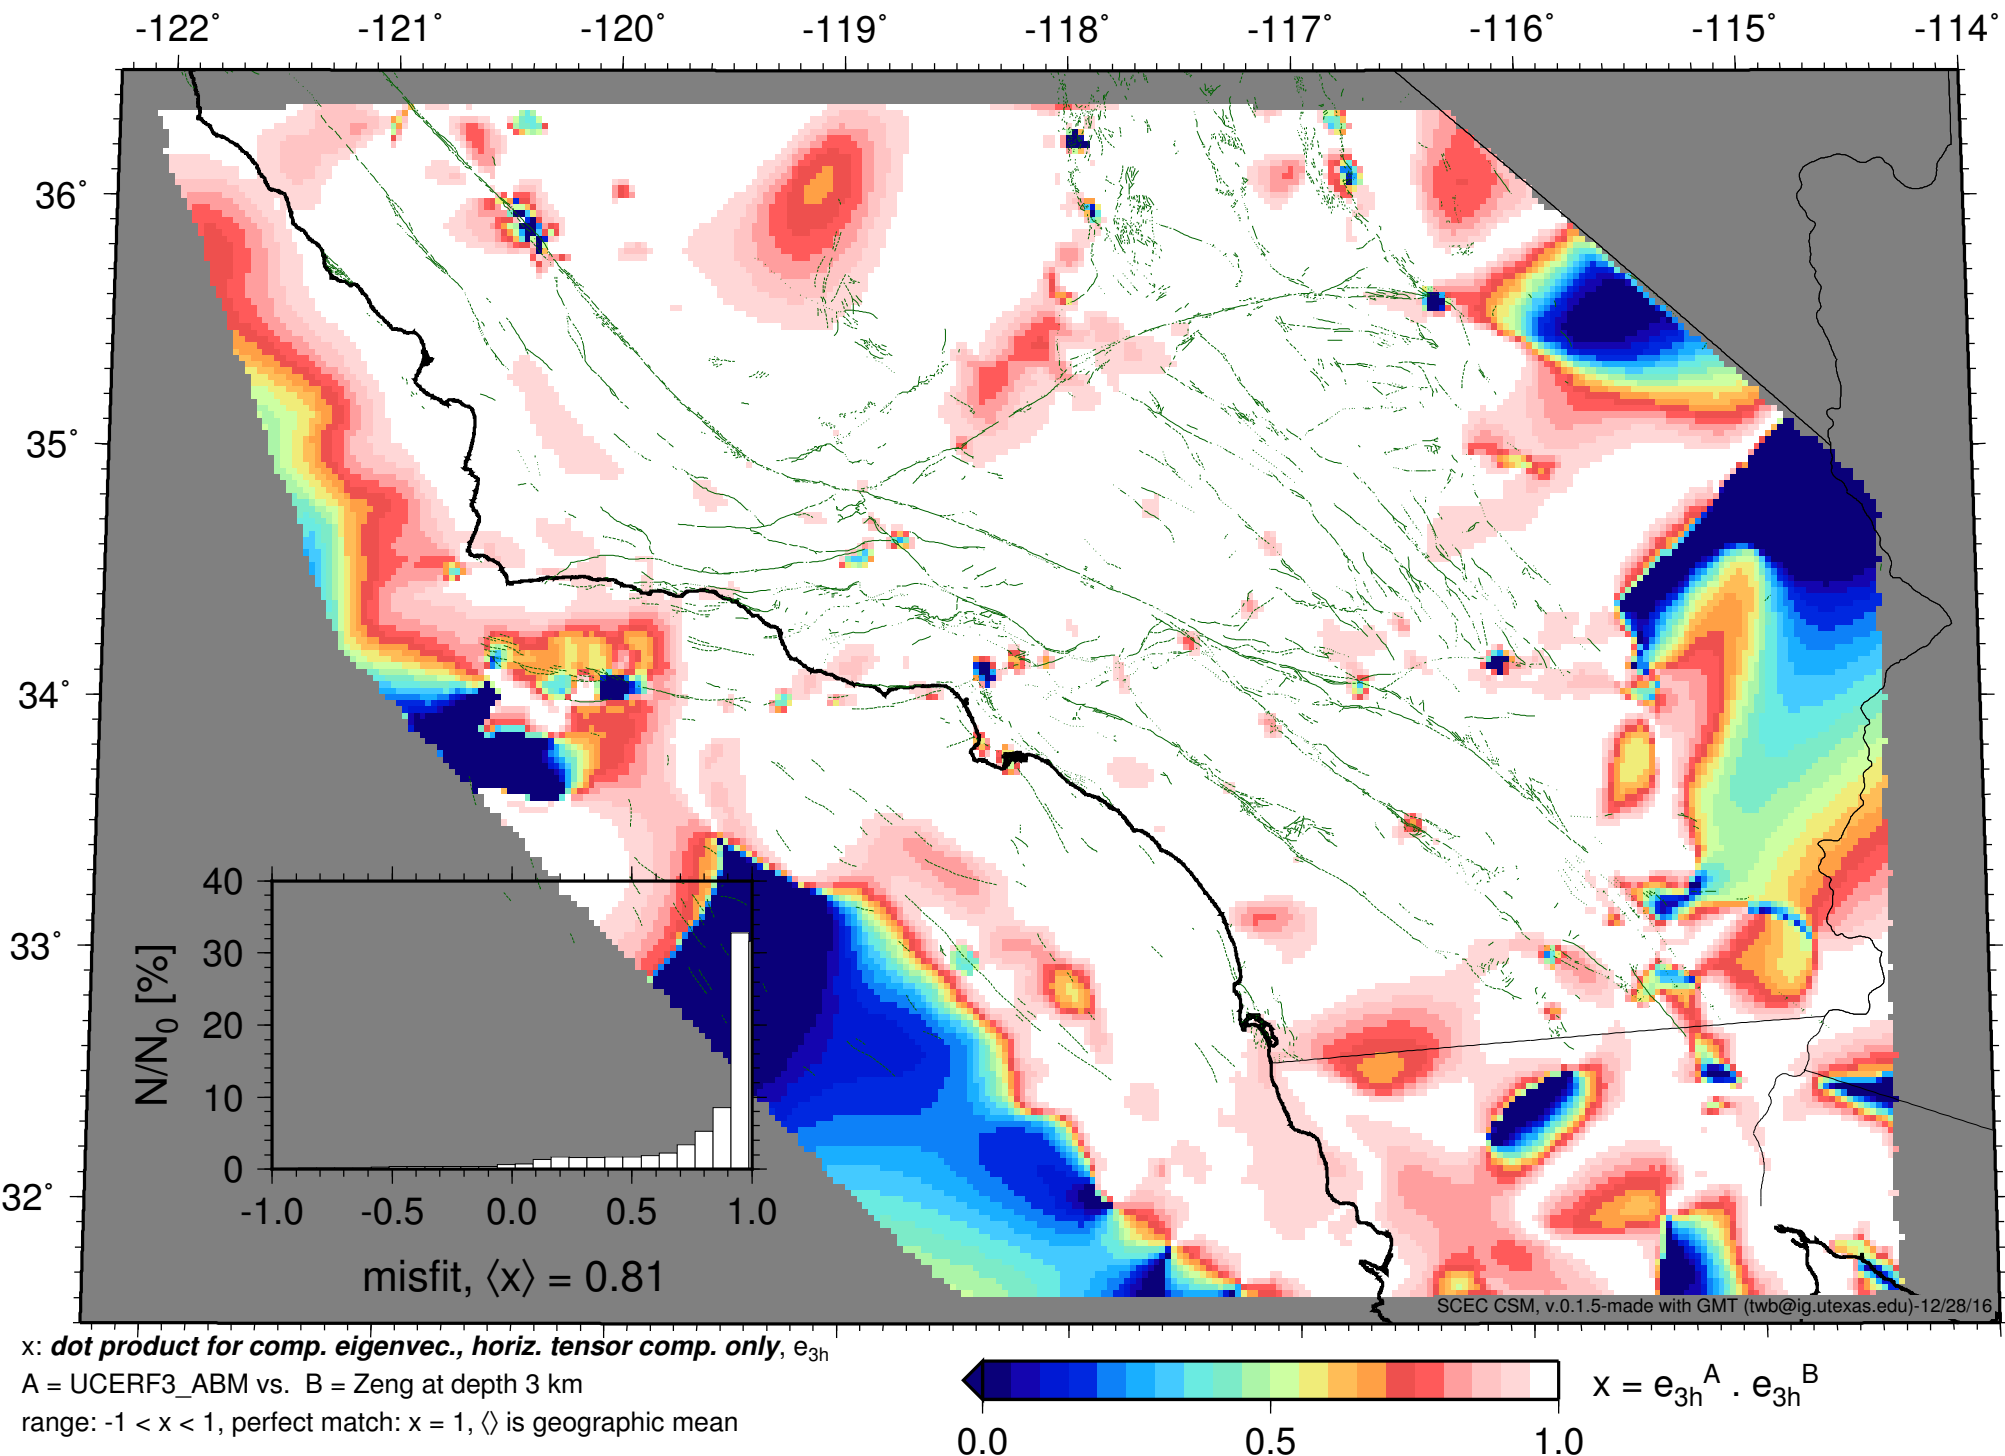 -122° -121° -120° -119° -118° -117° -116° -115° -114°
36°
35°
34°
33°
32°
40
30
20
10
0
N/N0 [%]
-1.0 -0.5 0.0 0.5 1.0
misfit, ⟨x⟩ = 0.81
SCEC CSM, v.0.1.5-made with GMT (twb@ig.utexas.edu)-12/28/16
x: dot product for comp. eigenvec., horiz. tensor comp. only, e3h
A = UCERF3_ABM vs. B = Zeng at depth 3 km
range: -1 < x < 1, perfect match: x = 1, ⟨⟩ is geographic mean
x = e3hA . e3hB
0.0 0.5 1.0